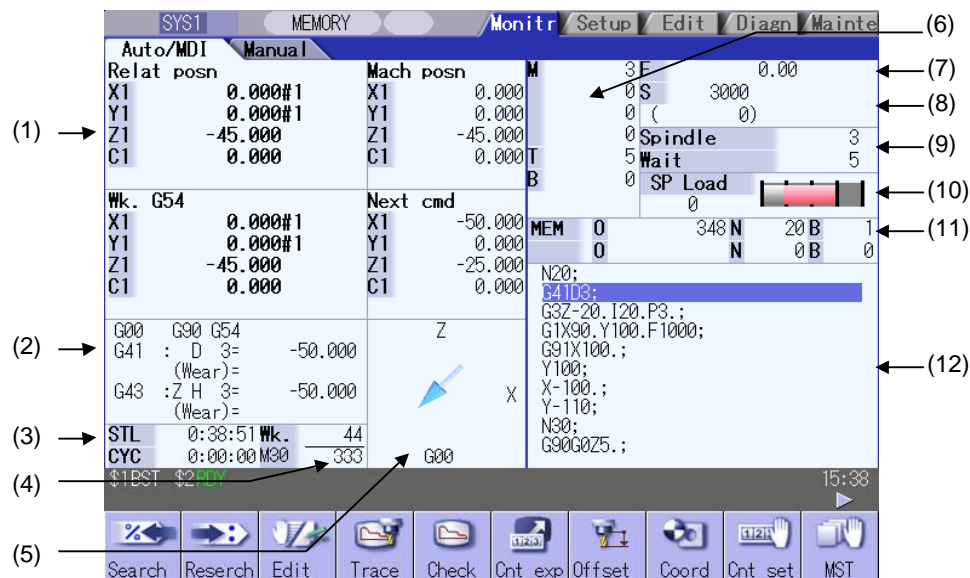 SYS1 MEMORY Monitr Setup Edit Diagn Mainte
Auto/MDI Manual
Relat posn
X1 0.000#1
Y1 0.000#1
Z1 -45.000
C1 0.000
Mach posn
X1 0.000
Y1 0.000
Z1 -45.000
C1 0.000
M 3
0
0
0
T 5
B 0
F 0.00
S 3000
( 0)
Spindle 3
Wait 5
SP Load
0
Wk. G54
X1 0.000#1
Y1 0.000#1
Z1 -45.000
C1 0.000
Next cmd
X1 -50.000
Y1 0.000
Z1 -25.000
C1 0.000
MEM O 348 N 20 B 1
O N 0 B 0
N20;
G41D3;
G3Z-20.I20.P3.;
G1X90.Y100.F1000;
G91X100.;
Y100;
X-100.;
Y-110;
N30;
G90G0Z5.;
G00 G90 G54
G41 : D 3= -50.000
(Wear)=
G43 :Z H 3= -50.000
(Wear)=
Z
X
G00
STL 0:38:51 Wk. 44
CYC 0:00:00 M30 333
$1BST $2RDY 15:38
Search Reserch Edit Trace Check Cnt exp Offset Coord Cnt set MST
(1)
(2)
(3)
(4)
(5)
(6)
(7)
(8)
(9)
(10)
(11)
(12)